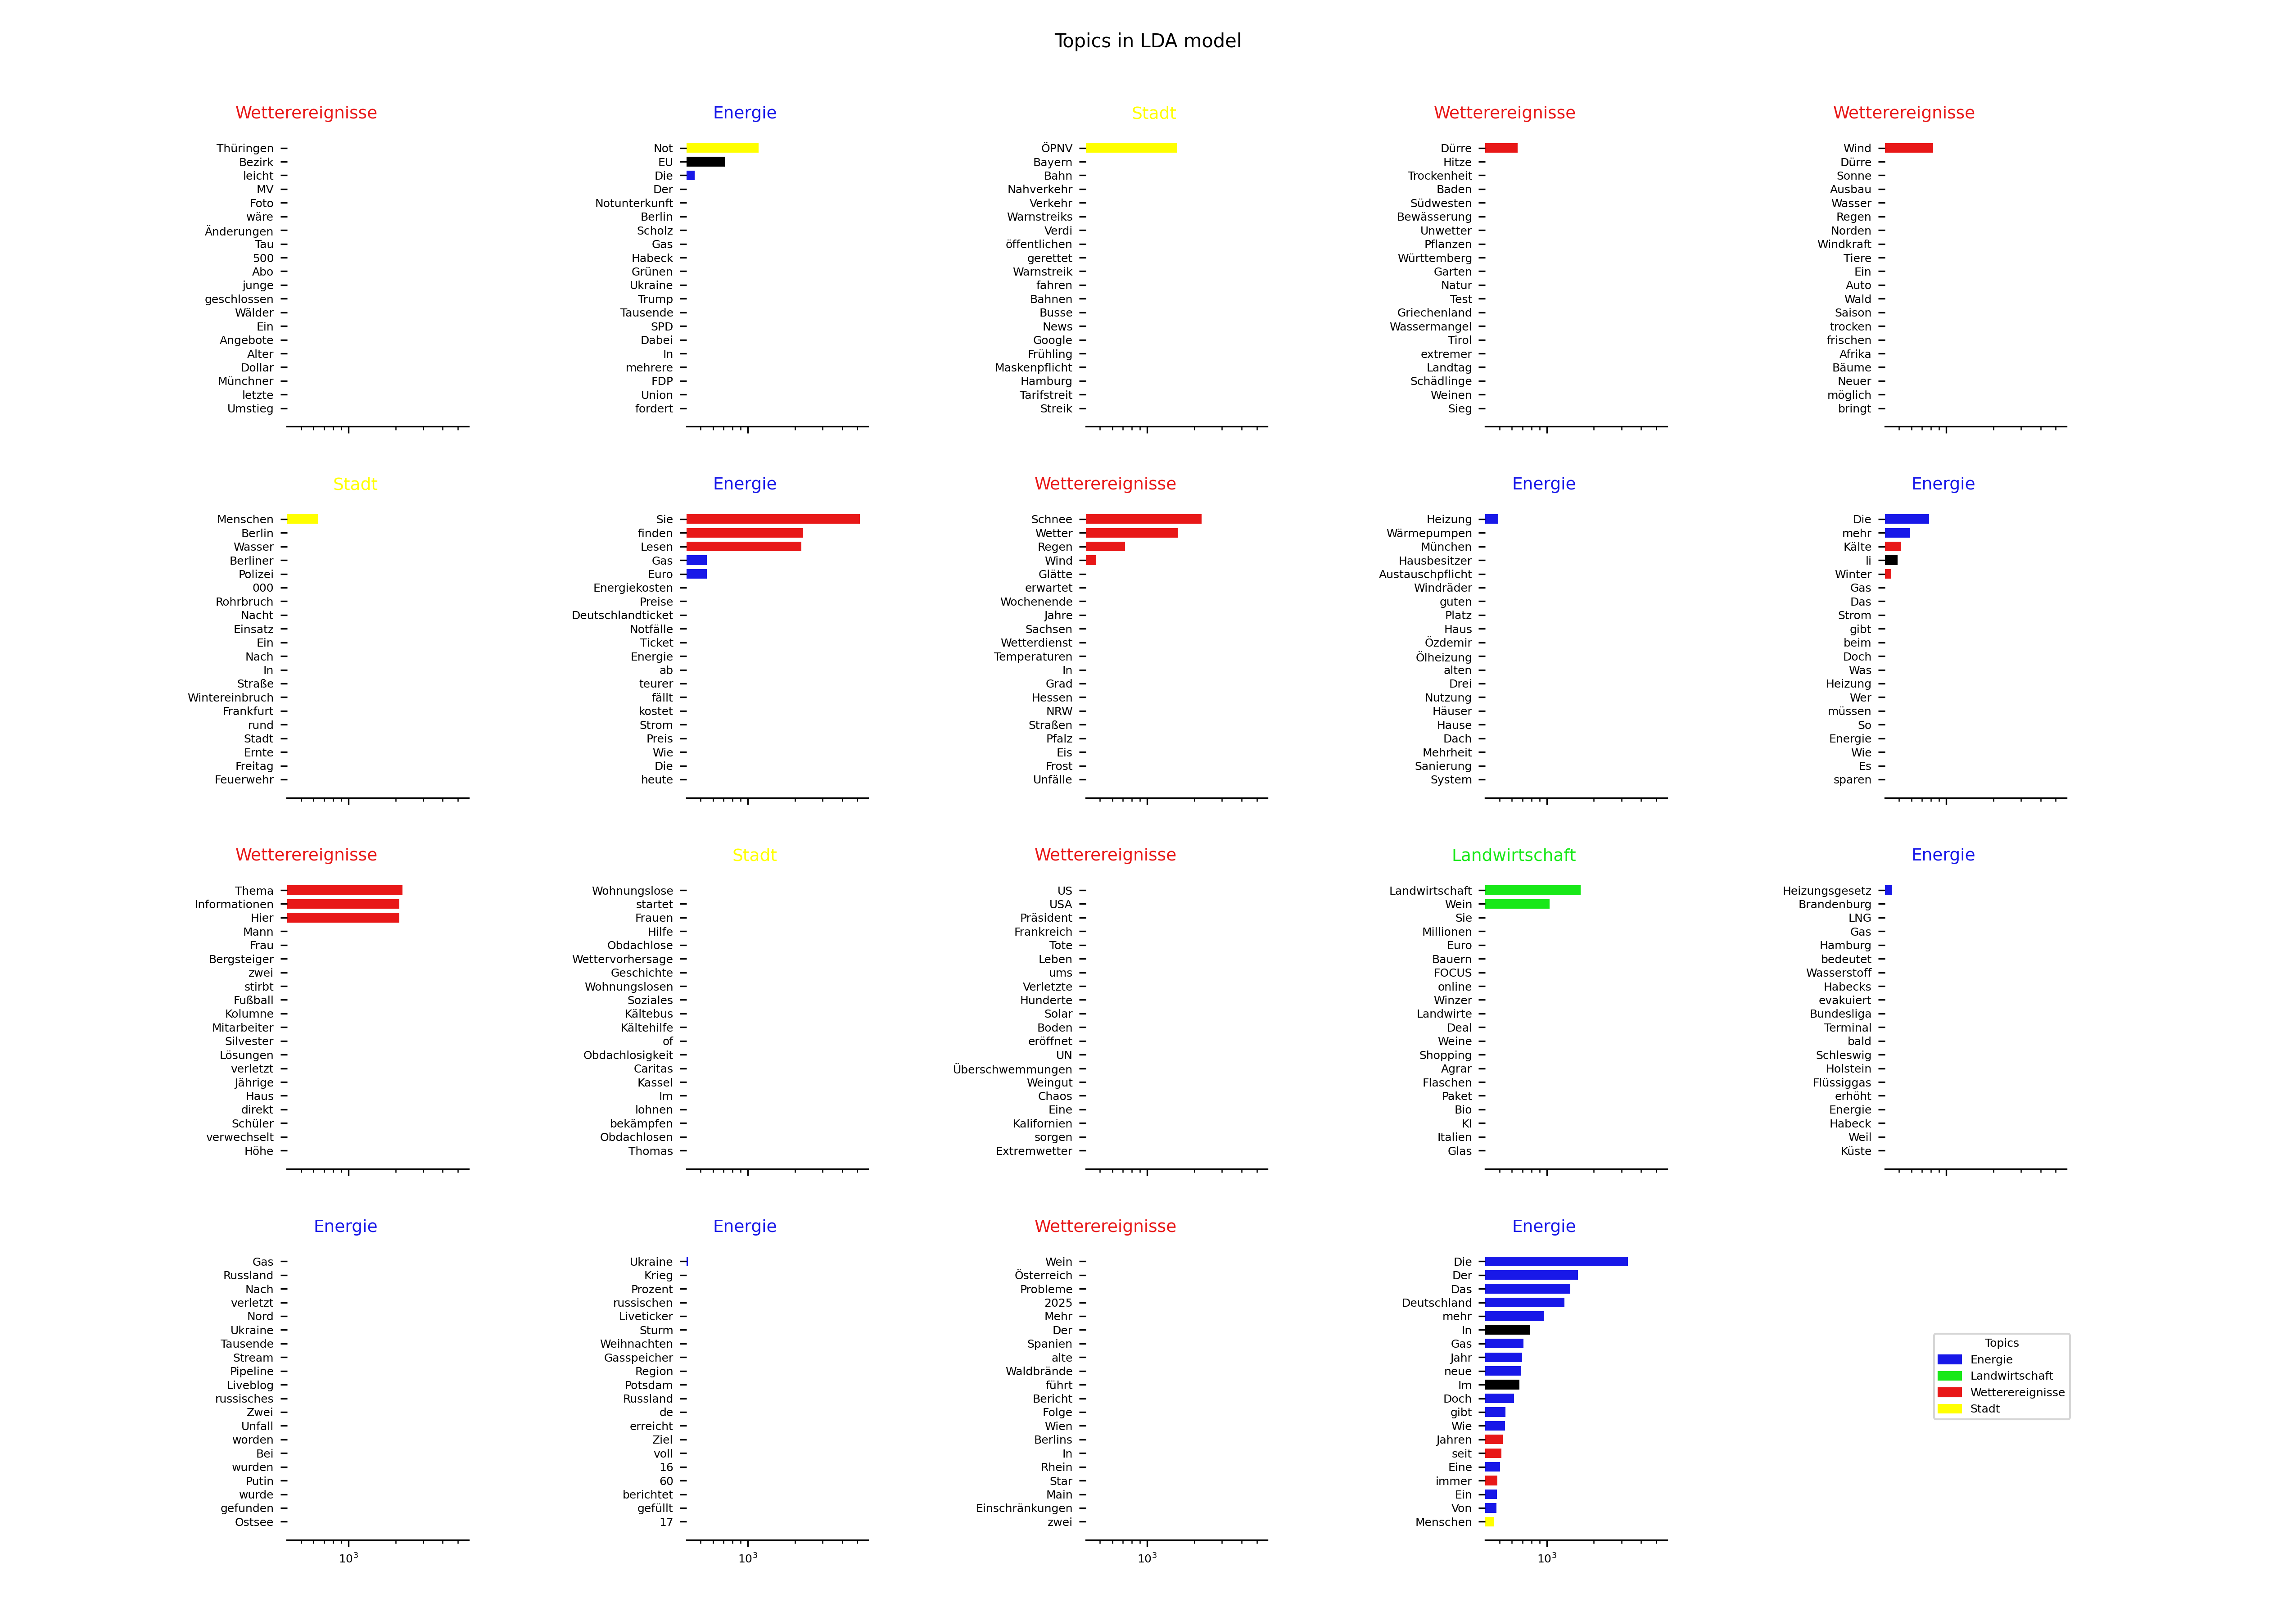 Topics in LDA model
Wetterereignisse
Thüringen
Bezirk
leicht
MV
Foto
wäre
Änderungen
Tau
500
Abo
junge
geschlossen
Wälder
Ein
Angebote
Alter
Dollar
Münchner
letzte
Umstieg
Energie
Not
EU
Die
Der
Notunterkunft
Berlin
Scholz
Gas
Habeck
Grünen
Ukraine
Trump
Tausende
SPD
Dabei
In
mehrere
FDP
Union
fordert
Stadt
ÖPNV
Bayern
Bahn
Nahverkehr
Verkehr
Warnstreiks
Verdi
öffentlichen
gerettet
Warnstreik
fahren
Bahnen
Busse
News
Google
Frühling
Maskenpflicht
Hamburg
Tarifstreit
Streik
Wetterereignisse
Dürre
Hitze
Trockenheit
Baden
Südwesten
Bewässerung
Unwetter
Pflanzen
Württemberg
Garten
Natur
Test
Griechenland
Wassermangel
Tirol
extremer
Landtag
Schädlinge
Weinen
Sieg
Wetterereignisse
Wind
Dürre
Sonne
Ausbau
Wasser
Regen
Norden
Windkraft
Tiere
Ein
Auto
Wald
Saison
trocken
frischen
Afrika
Bäume
Neuer
möglich
bringt
Stadt
Menschen
Berlin
Wasser
Berliner
Polizei
000
Rohrbruch
Nacht
Einsatz
Ein
Nach
In
Straße
Wintereinbruch
Frankfurt
rund
Stadt
Ernte
Freitag
Feuerwehr
Energie
Sie
finden
Lesen
Gas
Euro
Energiekosten
Preise
Deutschlandticket
Notfälle
Ticket
Energie
ab
teurer
fällt
kostet
Strom
Preis
Wie
Die
heute
Wetterereignisse
Schnee
Wetter
Regen
Wind
Glätte
erwartet
Wochenende
Jahre
Sachsen
Wetterdienst
Temperaturen
In
Grad
Hessen
NRW
Straßen
Pfalz
Eis
Frost
Unfälle
Energie
Heizung
Wärmepumpen
München
Hausbesitzer
Austauschpflicht
Windräder
guten
Platz
Haus
Özdemir
Ölheizung
alten
Drei
Nutzung
Häuser
Hause
Dach
Mehrheit
Sanierung
System
Energie
Die
mehr
Kälte
li
Winter
Gas
Das
Strom
gibt
beim
Doch
Was
Heizung
Wer
müssen
So
Energie
Wie
Es
sparen
Wetterereignisse
Thema
Informationen
Hier
Mann
Frau
Bergsteiger
zwei
stirbt
Fußball
Kolumne
Mitarbeiter
Silvester
Lösungen
verletzt
Jährige
Haus
direkt
Schüler
verwechselt
Höhe
Stadt
Wohnungslose
startet
Frauen
Hilfe
Obdachlose
Wettervorhersage
Geschichte
Wohnungslosen
Soziales
Kältebus
Kältehilfe
of
Obdachlosigkeit
Caritas
Kassel
Im
lohnen
bekämpfen
Obdachlosen
Thomas
Wetterereignisse
US
USA
Präsident
Frankreich
Tote
Leben
ums
Verletzte
Hunderte
Solar
Boden
eröffnet
UN
Überschwemmungen
Weingut
Chaos
Eine
Kalifornien
sorgen
Extremwetter
Landwirtschaft
Landwirtschaft
Wein
Sie
Millionen
Euro
Bauern
FOCUS
online
Winzer
Landwirte
Deal
Weine
Shopping
Agrar
Flaschen
Paket
Bio
KI
Italien
Glas
Energie
Heizungsgesetz
Brandenburg
LNG
Gas
Hamburg
bedeutet
Wasserstoff
Habecks
evakuiert
Bundesliga
Terminal
bald
Schleswig
Holstein
Flüssiggas
erhöht
Energie
Habeck
Weil
Küste
Energie
Gas
Russland
Nach
verletzt
Nord
Ukraine
Tausende
Stream
Pipeline
Liveblog
russisches
Zwei
Unfall
worden
Bei
wurden
Putin
wurde
gefunden
Ostsee
10³
Energie
Ukraine
Krieg
Prozent
russischen
Liveticker
Sturm
Weihnachten
Gasspeicher
Region
Potsdam
Russland
de
erreicht
Ziel
voll
16
60
berichtet
gefüllt
17
10³
Wetterereignisse
Wein
Österreich
Probleme
2025
Mehr
Der
Spanien
alte
Waldbrände
führt
Bericht
Folge
Wien
Berlins
In
Rhein
Star
Main
Einschränkungen
zwei
10³
Energie
Die
Der
Das
Deutschland
mehr
In
Gas
Jahr
neue
Im
Doch
gibt
Wie
Jahren
seit
Eine
immer
Ein
Von
Menschen
10³
Topics
Energie
Landwirtschaft
Wetterereignisse
Stadt